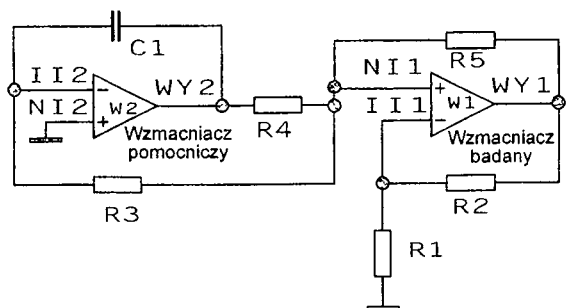 C1
R5
II2
NI1
WY1
NI2
W2
WY2
II1
W1
Wzmacniacz
pomocniczy
R4
Wzmacniacz
badany
R3
R2
R1